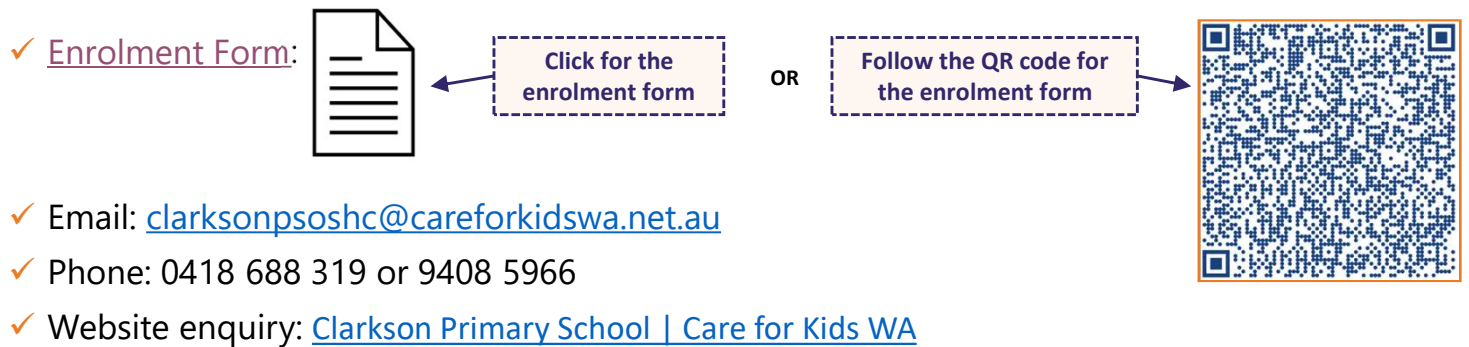 ✓ Enrolment Form:
Click for the
enrolment form
OR
Follow the QR code for
the enrolment form
✓ Email: clarksonpsoshc@careforkidswa.net.au
✓ Phone: 0418 688 319 or 9408 5966
✓ Website enquiry: Clarkson Primary School | Care for Kids WA